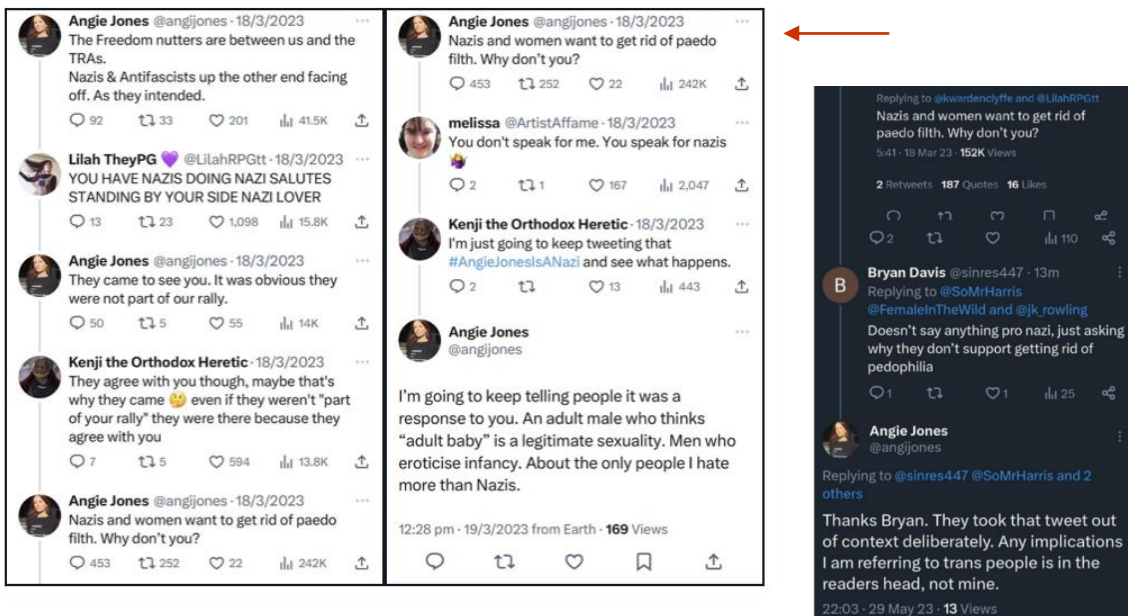 Angie Jones @angijones · 18/3/2023 ···
The Freedom nutters are between us and the
TRAs.
Nazis & Antifascists up the other end facing
off. As they intended.
92 33 201 41.5K
Lilah TheyPG 💜 @LilahRPGtt · 18/3/2023 ···
YOU HAVE NAZIS DOING NAZI SALUTES
STANDING BY YOUR SIDE NAZI LOVER
13 23 1,098 15.8K
Angie Jones @angijones · 18/3/2023 ···
They came to see you. It was obvious they
were not part of our rally.
50 5 55 14K
Kenji the Orthodox Heretic · 18/3/2023 ···
They agree with you though, maybe that's
why they came 🤔 even if they weren't "part
of your rally" they were there because they
agree with you
7 5 594 13.8K
Angie Jones @angijones · 18/3/2023 ···
Nazis and women want to get rid of paedo
filth. Why don't you?
453 252 22 242K
Angie Jones @angijones · 18/3/2023 ···
Nazis and women want to get rid of paedo
filth. Why don't you?
453 252 22 242K
melissa @ArtistAffame · 18/3/2023 ···
You don't speak for me. You speak for nazis
🤷‍♀️
2 1 167 2,047
Kenji the Orthodox Heretic · 18/3/2023 ···
I'm just going to keep tweeting that
#AngieJonesIsANazi and see what happens.
2 13 443
Angie Jones ···
@angijones
I'm going to keep telling people it was a
response to you. An adult male who thinks
“adult baby” is a legitimate sexuality. Men who
eroticise infancy. About the only people I hate
more than Nazis.
12:28 pm · 19/3/2023 from Earth · 169 Views
Replying to @kwardenclyffe and @LilahRPGtt
Nazis and women want to get rid of
paedo filth. Why don't you?
5:41 · 18 Mar 23 · 152K Views
2 Retweets 187 Quotes 16 Likes
2 110
B
Bryan Davis @sinres447 · 13m
Replying to @SoMrHarris
@FemaleInTheWild and @jk_rowling
Doesn't say anything pro nazi, just asking
why they don't support getting rid of
pedophilia
1 1 25
Angie Jones
@angijones
Replying to @sinres447 @SoMrHarris and 2
others
Thanks Bryan. They took that tweet out
of context deliberately. Any implications
I am referring to trans people is in the
readers head, not mine.
22:03 · 29 May 23 · 13 Views